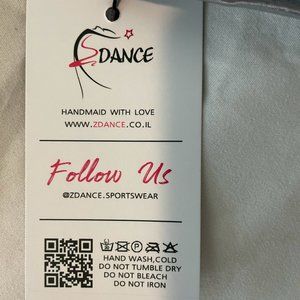 ZDANCE
HANDMAID WITH LOVE
WWW.ZDANCE.CO.IL
Follow Us
@ZDANCE.SPORTSWEAR
HAND WASH,COLD
DO NOT TUMBLE DRY
DO NOT BLEACH
DO NOT IRON